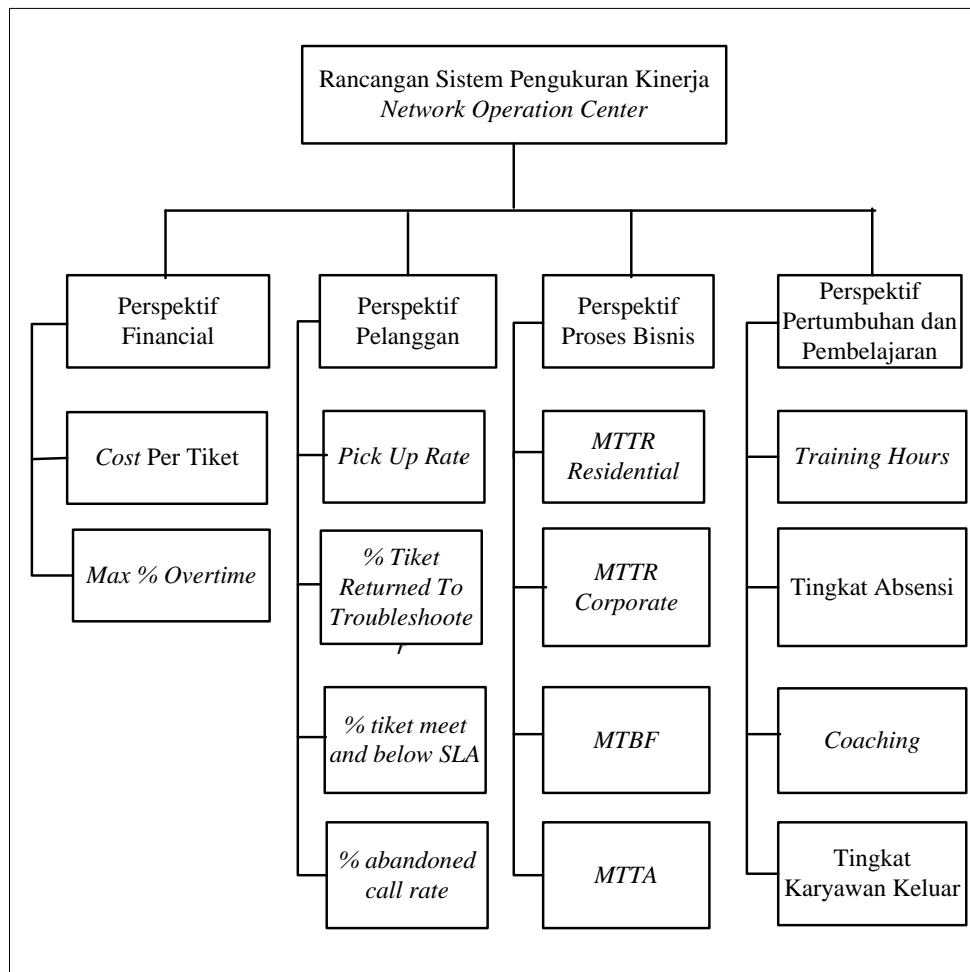 Rancangan Sistem Pengukuran Kinerja
Network Operation Center
Perspektif
Financial
Cost Per Tiket
Max % Overtime
Perspektif
Pelanggan
Pick Up Rate
% Tiket
Returned To
Troubleshoote
r
% tiket meet
and below SLA
% abandoned
call rate
Perspektif
Proses Bisnis
MTTR
Residential
MTTR
Corporate
MTBF
MTTA
Perspektif
Pertumbuhan dan
Pembelajaran
Training Hours
Tingkat Absensi
Coaching
Tingkat
Karyawan Keluar